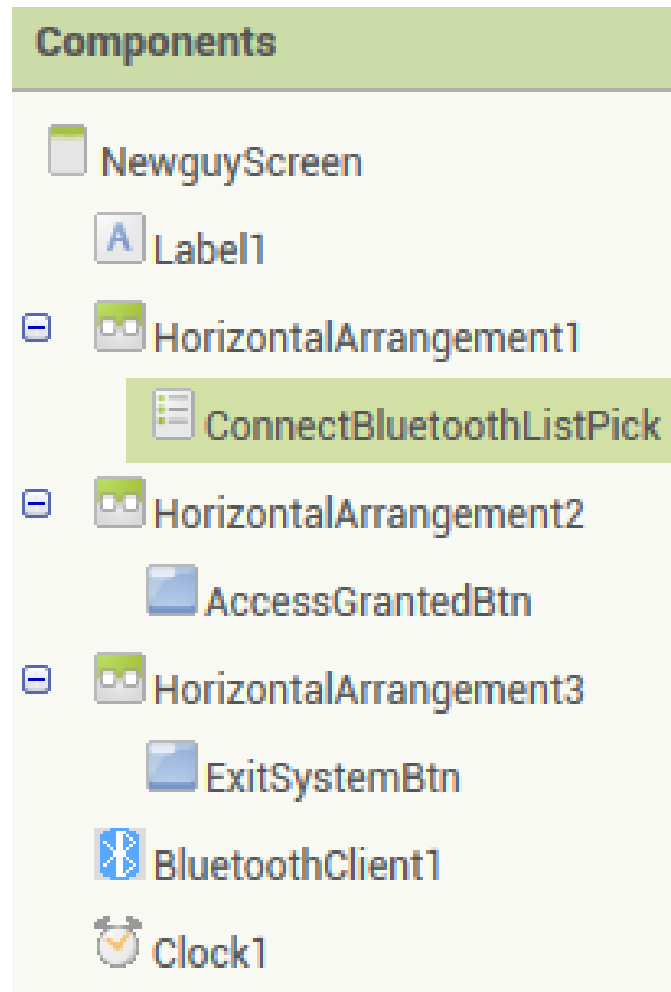 Components
NewguyScreen
A Label1
HorizontalArrangement1
ConnectBluetoothListPick
HorizontalArrangement2
AccessGrantedBtn
HorizontalArrangement3
ExitSystemBtn
BluetoothClient1
Clock1